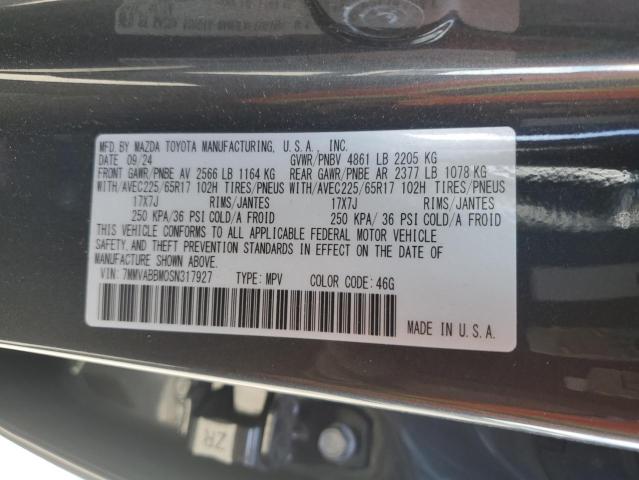 MFD. BY MAZDA TOYOTA MANUFACTURING, U.S.A., INC.
DATE 09/24 GVWR/PNBV 4861 LB 2205 KG
FRONT GAWR/PNBE AV 2566 LB 1164 KG REAR GAWR/PNBE AR 2377 LB 1078 KG
WITH/AVEC225/65R17 102H TIRES/PNEUS WITH/AVEC225/65R17 102H TIRES/PNEUS
17X7J RIMS/JANTES 17X7J RIMS/JANTES
250 KPA/36 PSI COLD/A FROID 250 KPA/36 PSI COLD/A FROID
THIS VEHICLE CONFORMS TO ALL APPLICABLE FEDERAL MOTOR VEHICLE
SAFETY,AND THEFT PREVENTION STANDARDS IN EFFECT ON THE DATE OF
MANUFACTURE SHOWN ABOVE.
VIN: 7MMVABBM0SN317927 TYPE: MPV COLOR CODE: 46G
MADE IN U.S.A.
ZR